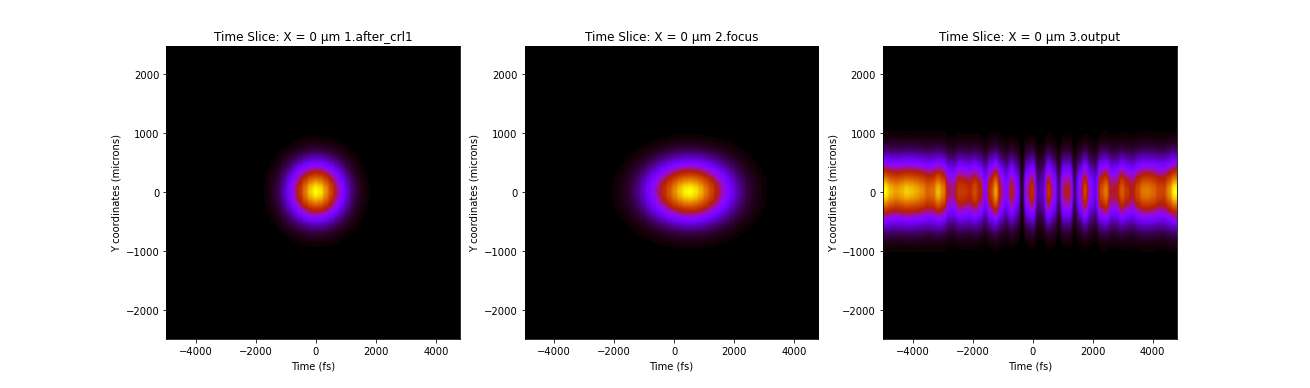 Time Slice: X = 0 μm 1.after_crl1
Y coordinates (microns)
2000
1000
0
−1000
−2000
−4000 −2000 0 2000 4000
Time (fs)
Time Slice: X = 0 μm 2.focus
Y coordinates (microns)
2000
1000
0
−1000
−2000
−4000 −2000 0 2000 4000
Time (fs)
Time Slice: X = 0 μm 3.output
Y coordinates (microns)
2000
1000
0
−1000
−2000
−4000 −2000 0 2000 4000
Time (fs)